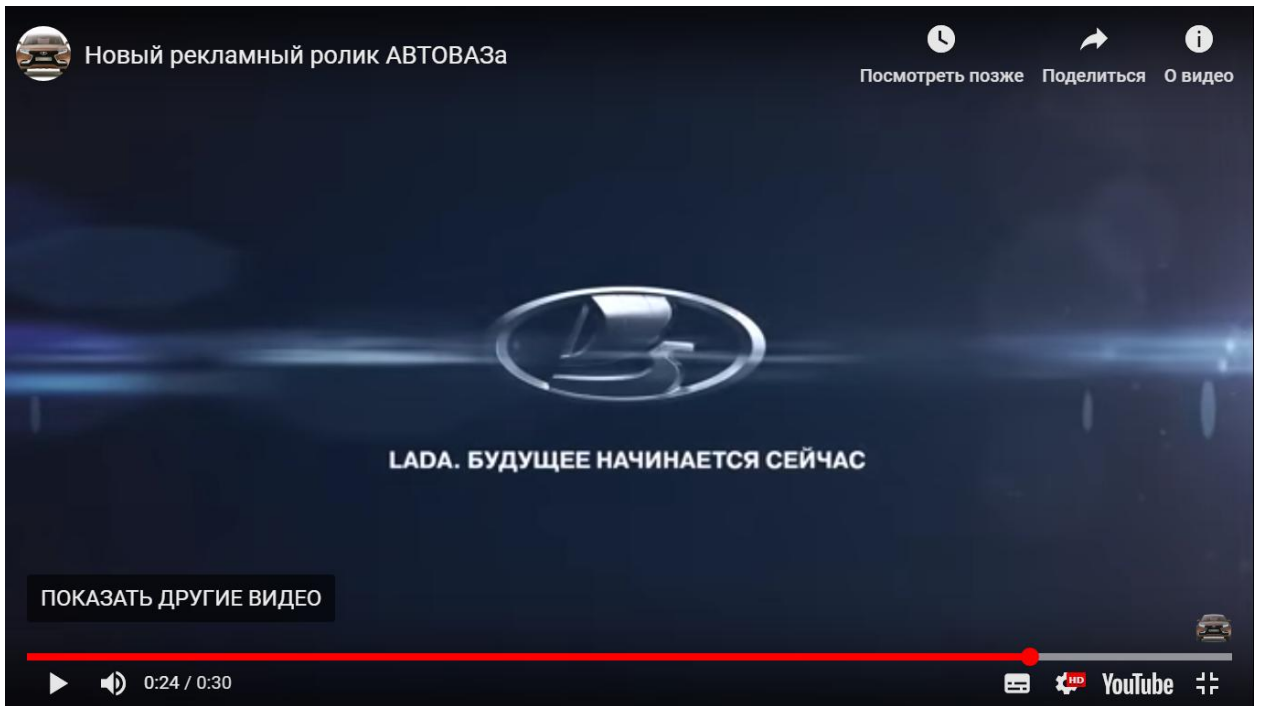 Новый рекламный ролик АВТОВАЗа
Посмотреть позже Поделиться О видео
LADA. БУДУЩЕЕ НАЧИНАЕТСЯ СЕЙЧАС
ПОКАЗАТЬ ДРУГИЕ ВИДЕО
0:24 / 0:30
HD
YouTube